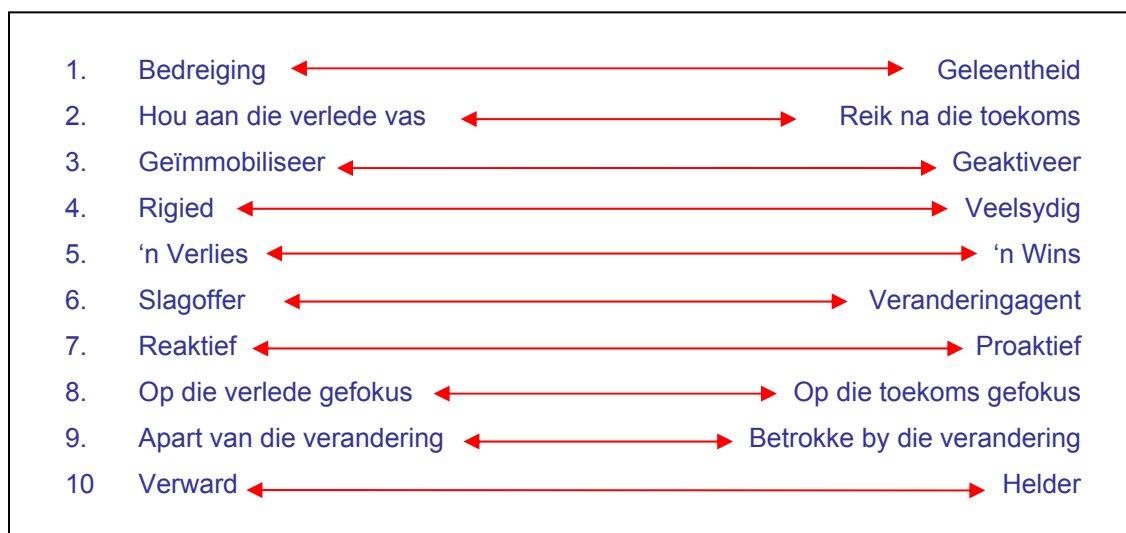 1. Bedreiging Geleentheid
2. Hou aan die verlede vas Reik na die toekoms
3. Geïmmobiliseer Geaktiveer
4. Rigied Veelsydig
5. ‘n Verlies ‘n Wins
6. Slagoffer Veranderingagent
7. Reaktief Proaktief
8. Op die verlede gefokus Op die toekoms gefokus
9. Apart van die verandering Betrokke by die verandering
10 Verward Helder